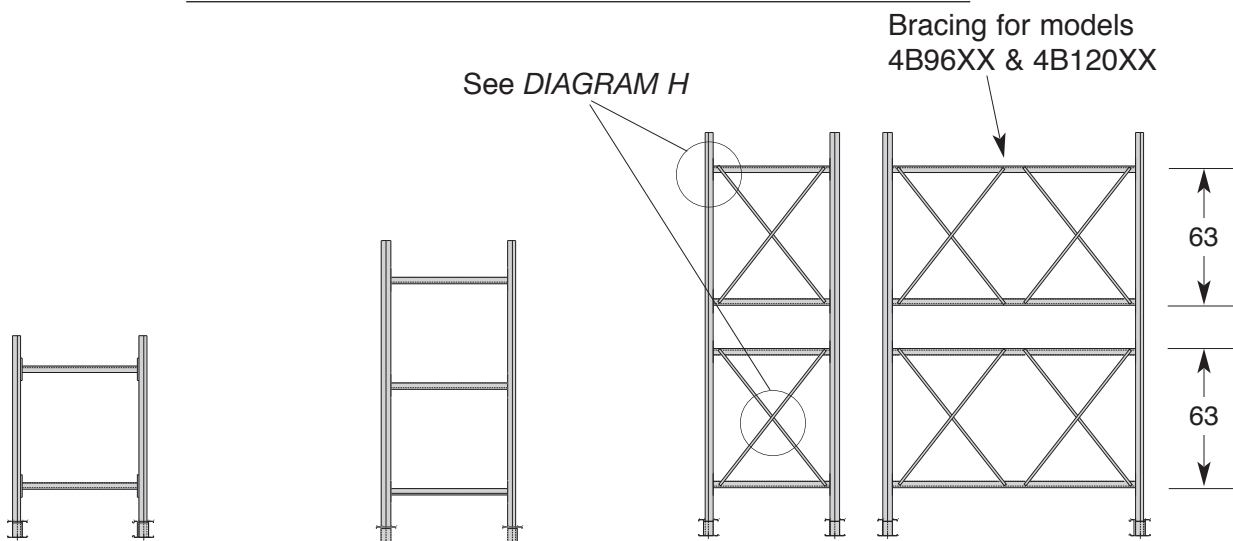 Bracing for models
4B96XX & 4B120XX
See DIAGRAM H
63
63